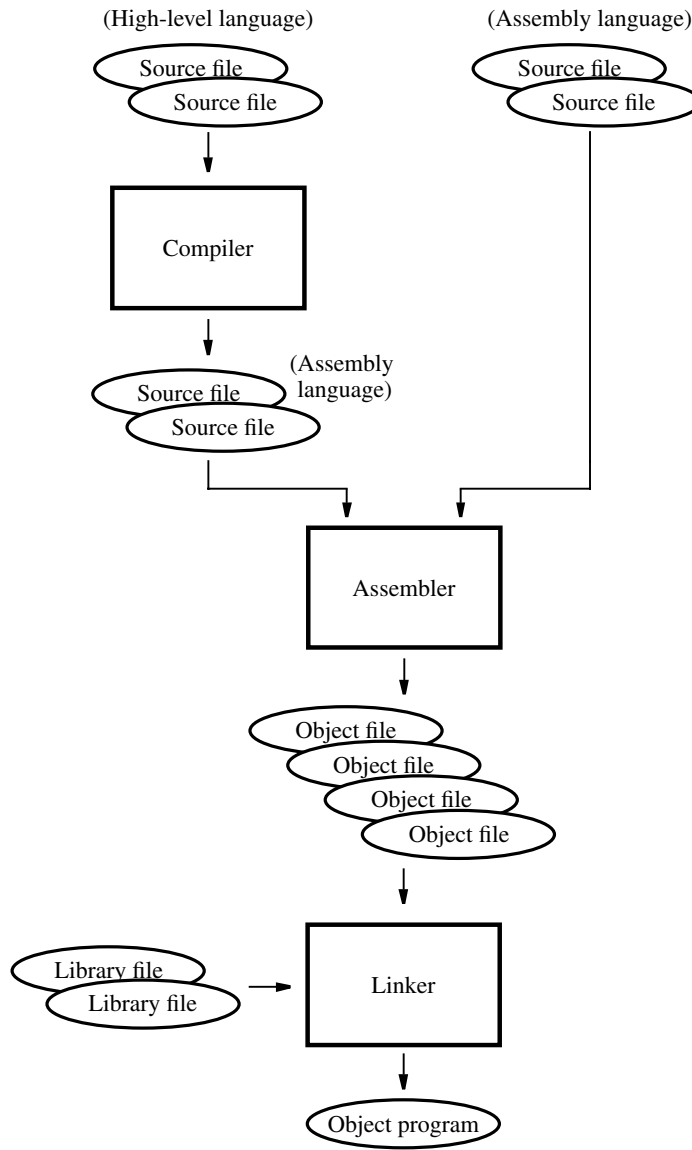 (High-level language)
(Assembly language)
Source file
Source file
Source file
Source file
Compiler
(Assembly
language)
Source file
Source file
Assembler
Object file
Object file
Object file
Object file
Library file
Library file
Linker
Object program